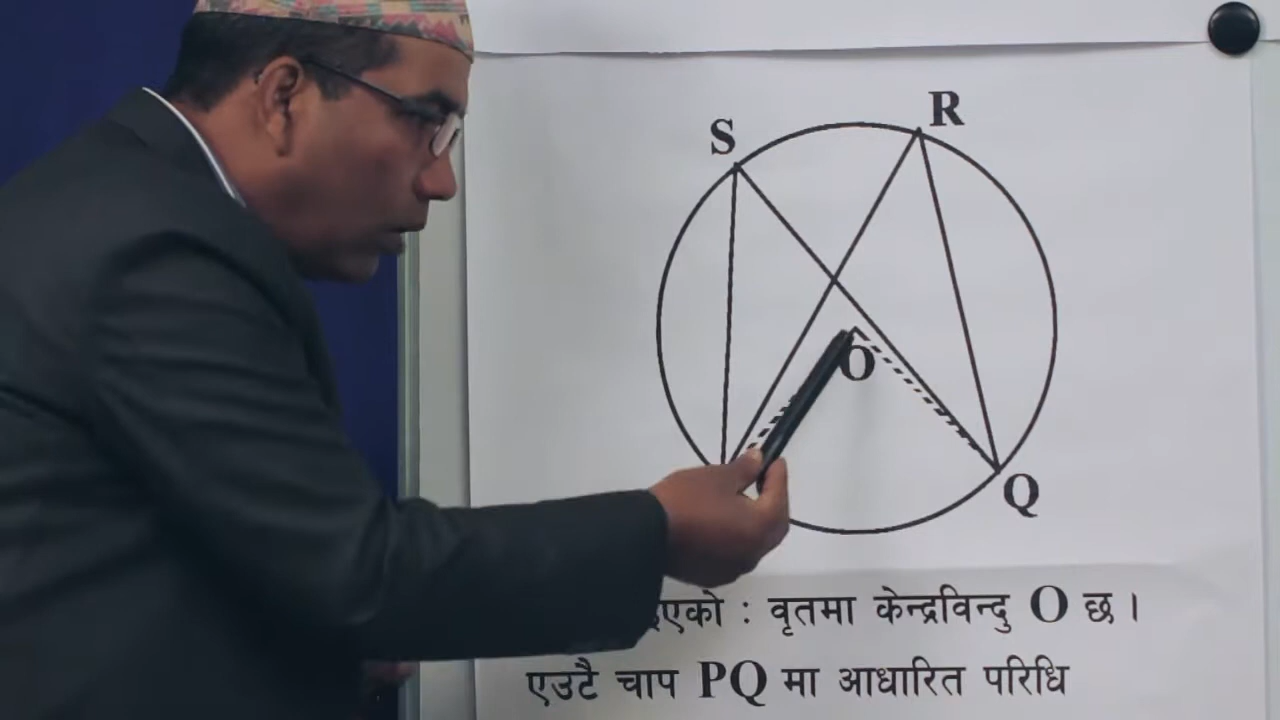 R
S
O
Q
वृतमा केन्द्रविन्दु O छ ।
एउटै चाप PQ मा आधारित परिधि